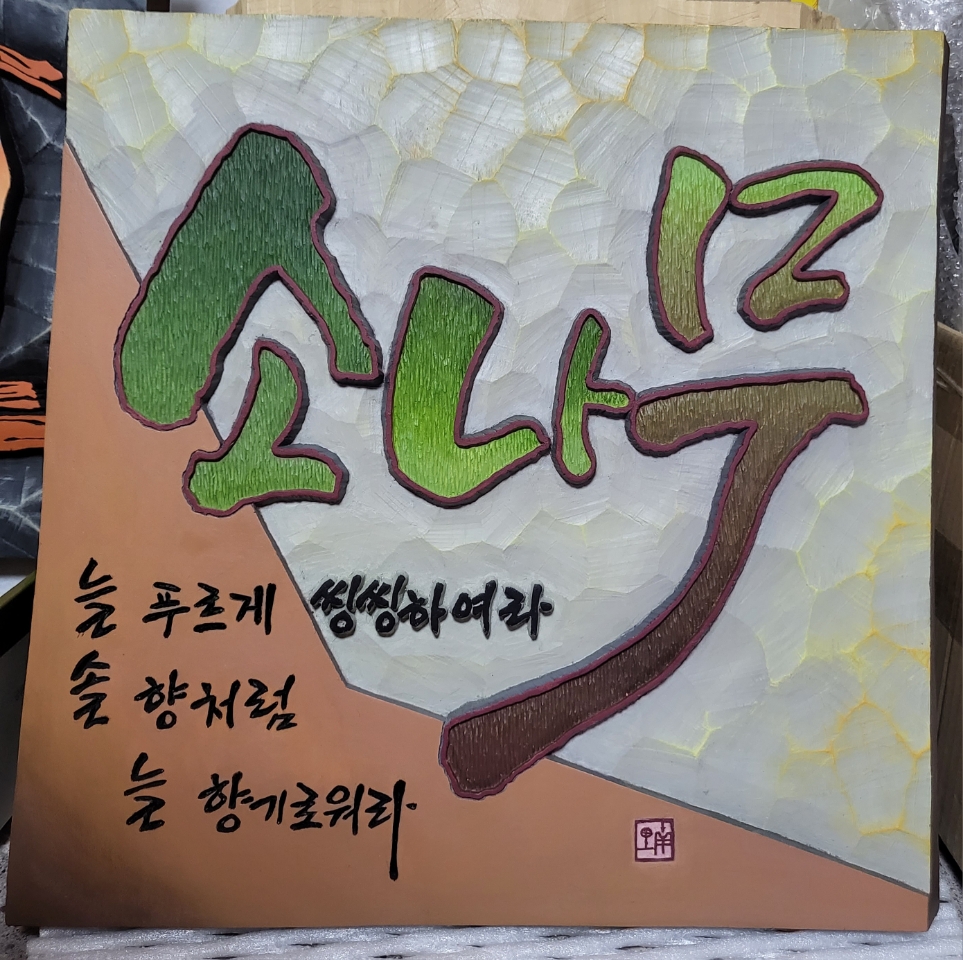 소나무
늘 푸르게 씽씽하여라
솔 향처럼
늘 향기로워라